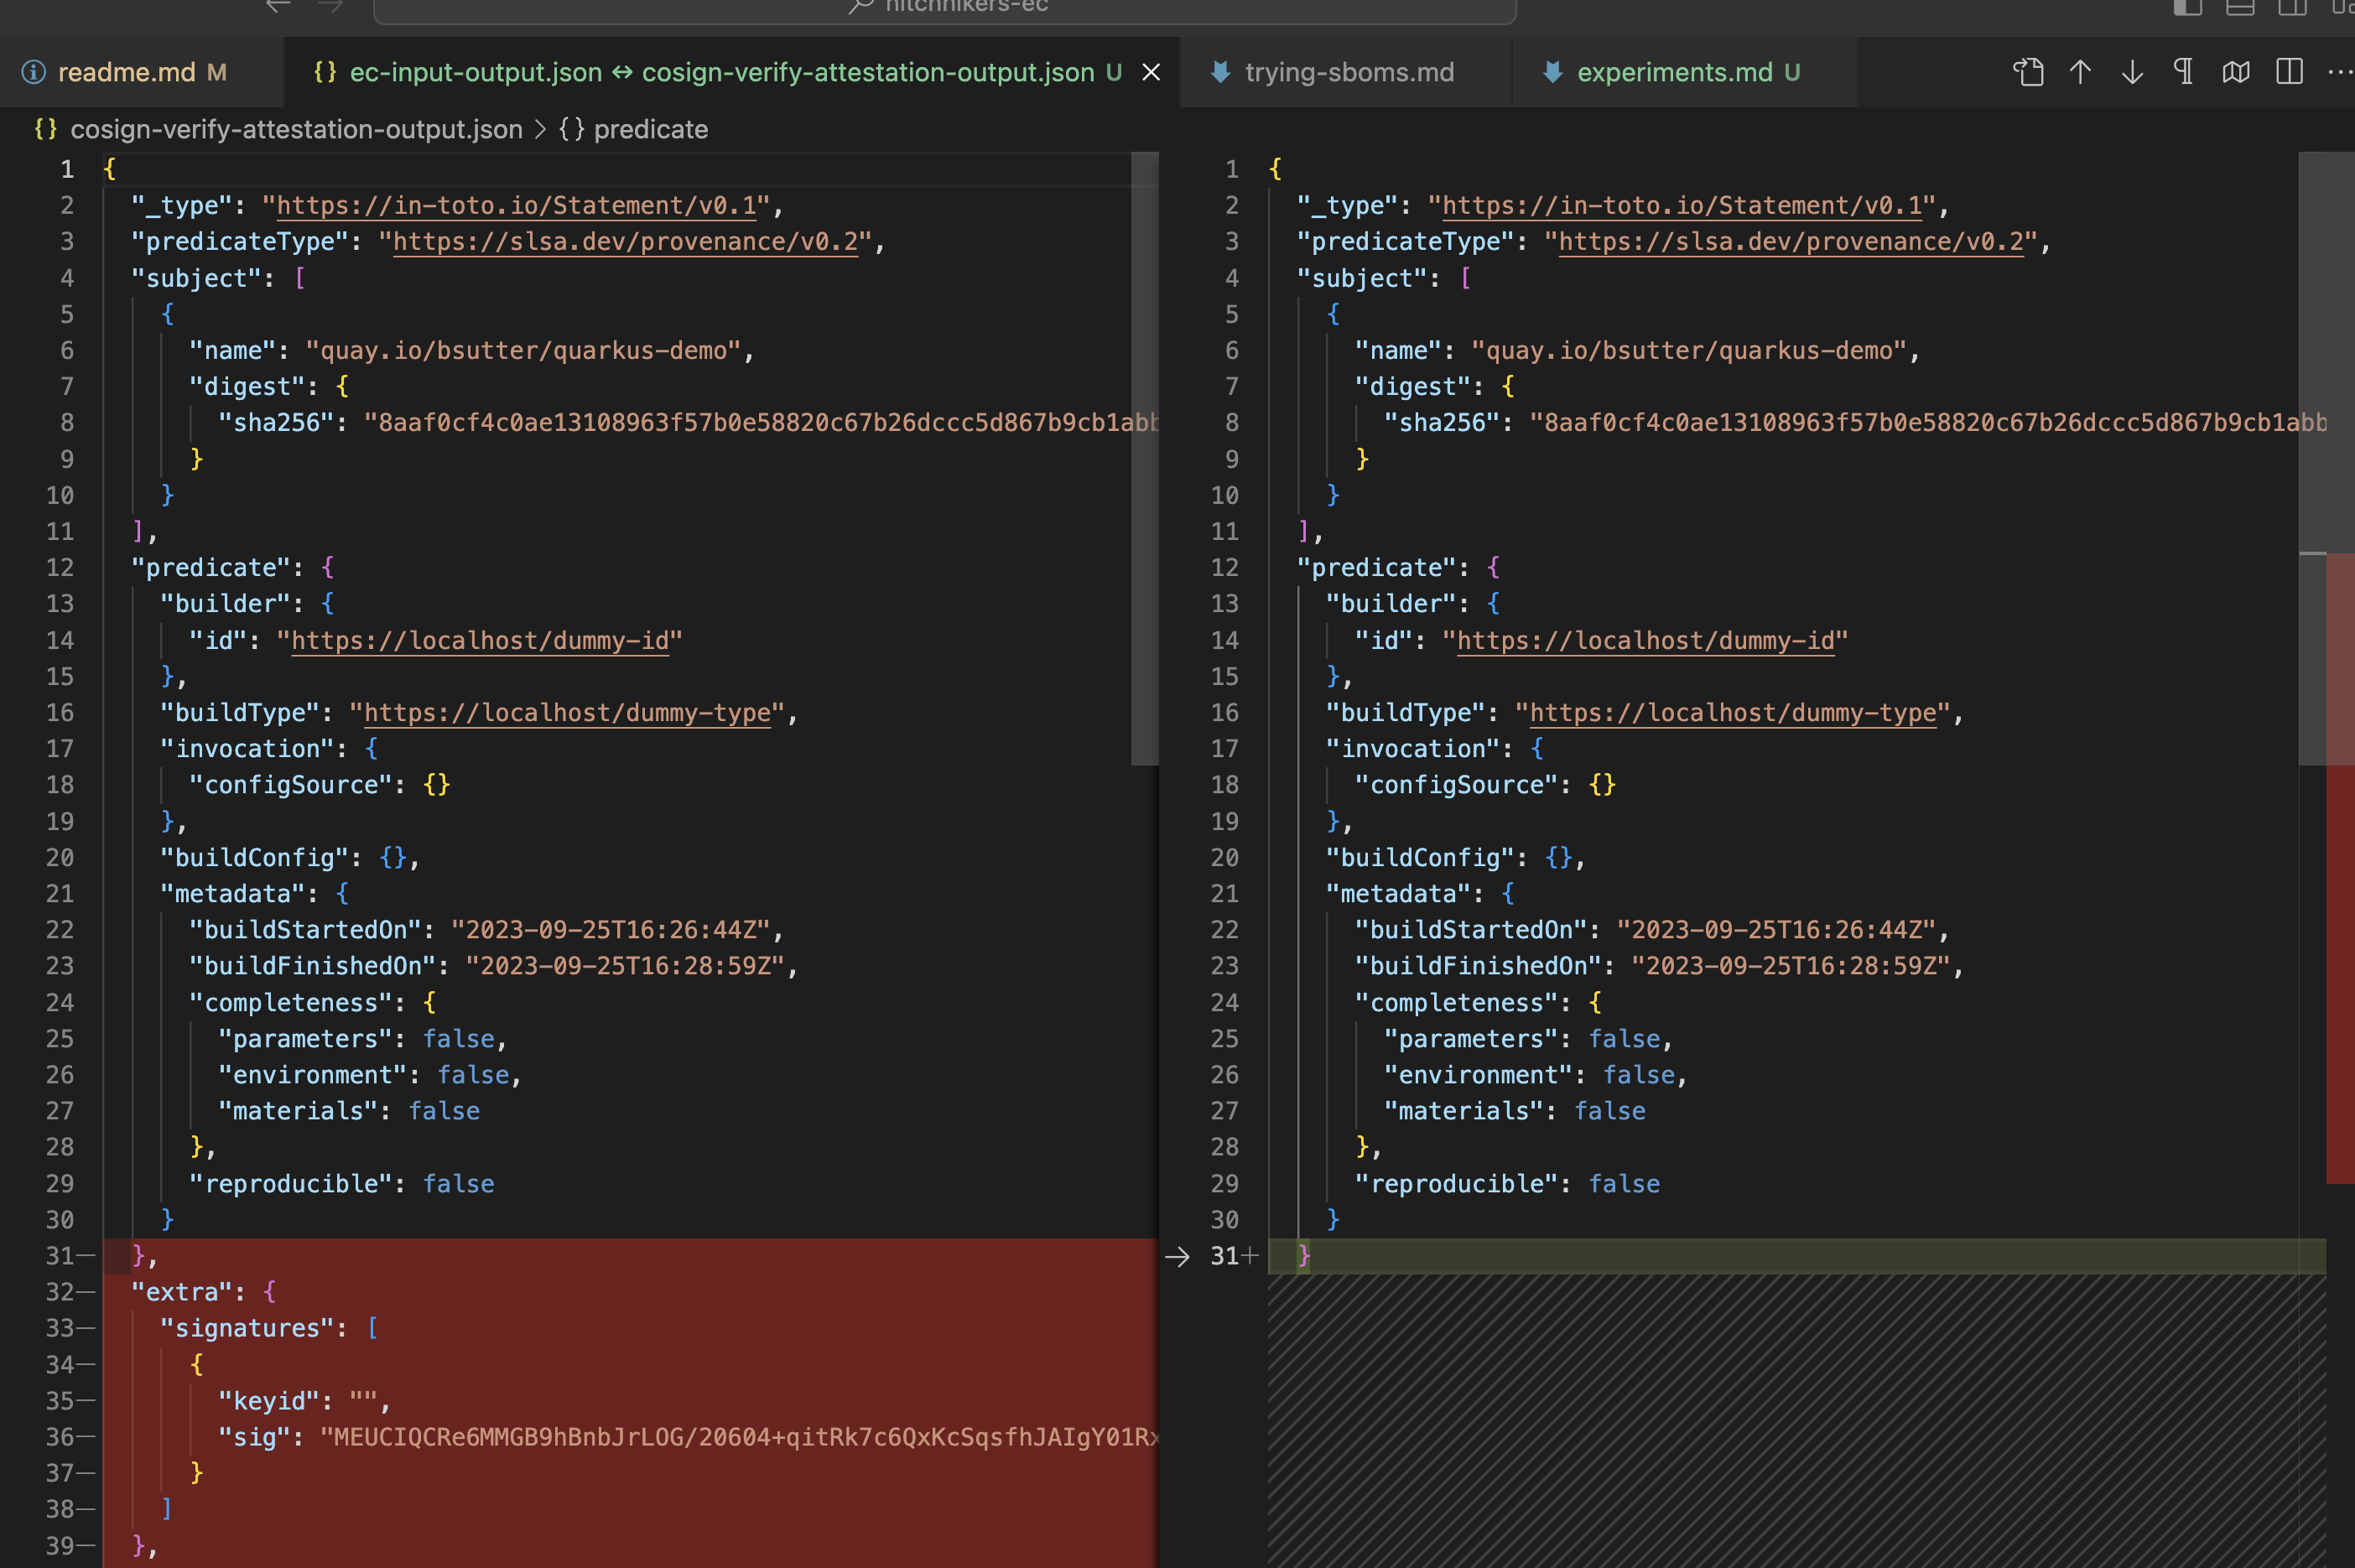 hitchhikers-ec
readme.md M
{} ec-input-output.json ↔ cosign-verify-attestation-output.json U
trying-sboms.md
experiments.md U
{} cosign-verify-attestation-output.json > {} predicate
1 {
2 "_type": "https://in-toto.io/Statement/v0.1",
3 "predicateType": "https://slsa.dev/provenance/v0.2",
4 "subject": [
5 {
6 "name": "quay.io/bsutter/quarkus-demo",
7 "digest": {
8 "sha256": "8aaf0cf4c0ae13108963f57b0e58820c67b26dccc5d867b9cb1abb
9 }
10 }
11 ],
12 "predicate": {
13 "builder": {
14 "id": "https://localhost/dummy-id"
15 },
16 "buildType": "https://localhost/dummy-type",
17 "invocation": {
18 "configSource": {}
19 },
20 "buildConfig": {},
21 "metadata": {
22 "buildStartedOn": "2023-09-25T16:26:44Z",
23 "buildFinishedOn": "2023-09-25T16:28:59Z",
24 "completeness": {
25 "parameters": false,
26 "environment": false,
27 "materials": false
28 },
29 "reproducible": false
30 }
31— },
32— "extra": {
33— "signatures": [
34— {
35— "keyid": "",
36— "sig": "MEUCIQCRe6MMGB9hBnbJrLOG/20604+qitRk7c6QxKcSqsfhJAIgY01Rx
37— }
38— ]
39— },
1 {
2 "_type": "https://in-toto.io/Statement/v0.1",
3 "predicateType": "https://slsa.dev/provenance/v0.2",
4 "subject": [
5 {
6 "name": "quay.io/bsutter/quarkus-demo",
7 "digest": {
8 "sha256": "8aaf0cf4c0ae13108963f57b0e58820c67b26dccc5d867b9cb1abb
9 }
10 }
11 ],
12 "predicate": {
13 "builder": {
14 "id": "https://localhost/dummy-id"
15 },
16 "buildType": "https://localhost/dummy-type",
17 "invocation": {
18 "configSource": {}
19 },
20 "buildConfig": {},
21 "metadata": {
22 "buildStartedOn": "2023-09-25T16:26:44Z",
23 "buildFinishedOn": "2023-09-25T16:28:59Z",
24 "completeness": {
25 "parameters": false,
26 "environment": false,
27 "materials": false
28 },
29 "reproducible": false
30 }
→ 31+ }